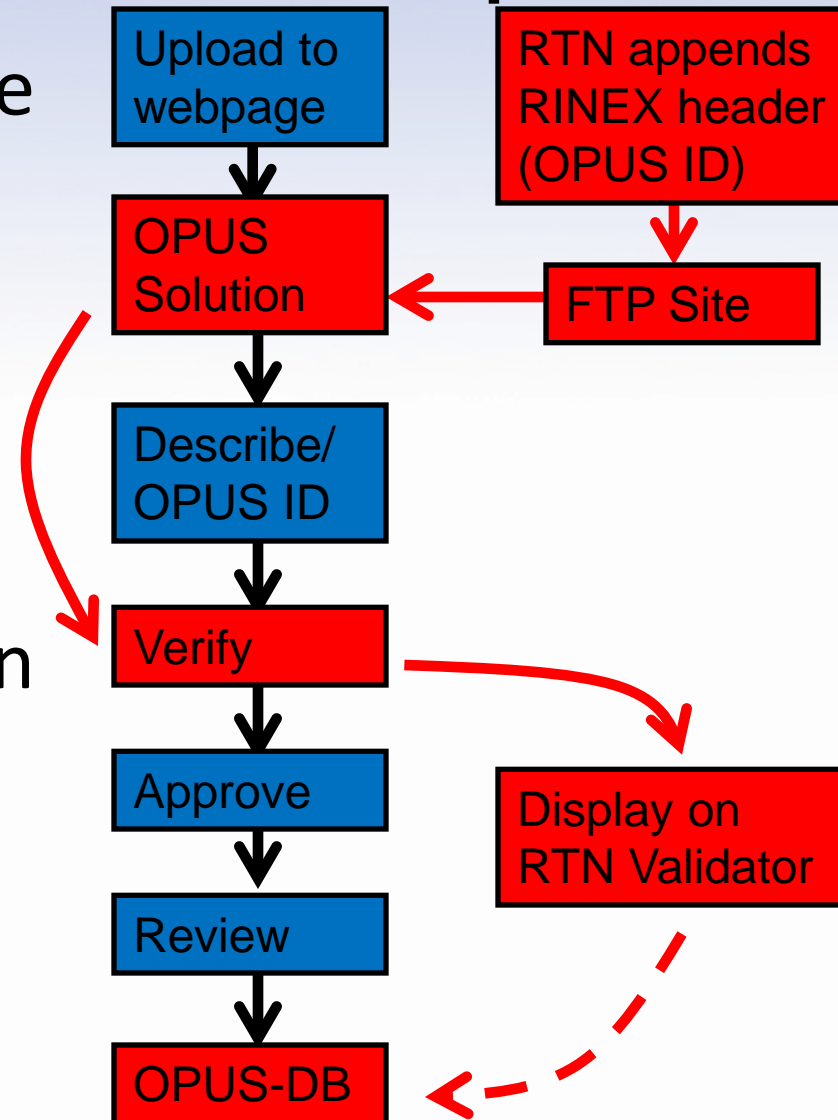 Upload to
webpage
RTN appends
RINEX header
(OPUS ID)
OPUS
Solution
FTP Site
Describe/
OPUS ID
Verify
Approve
Display on
RTN Validator
Review
OPUS-DB